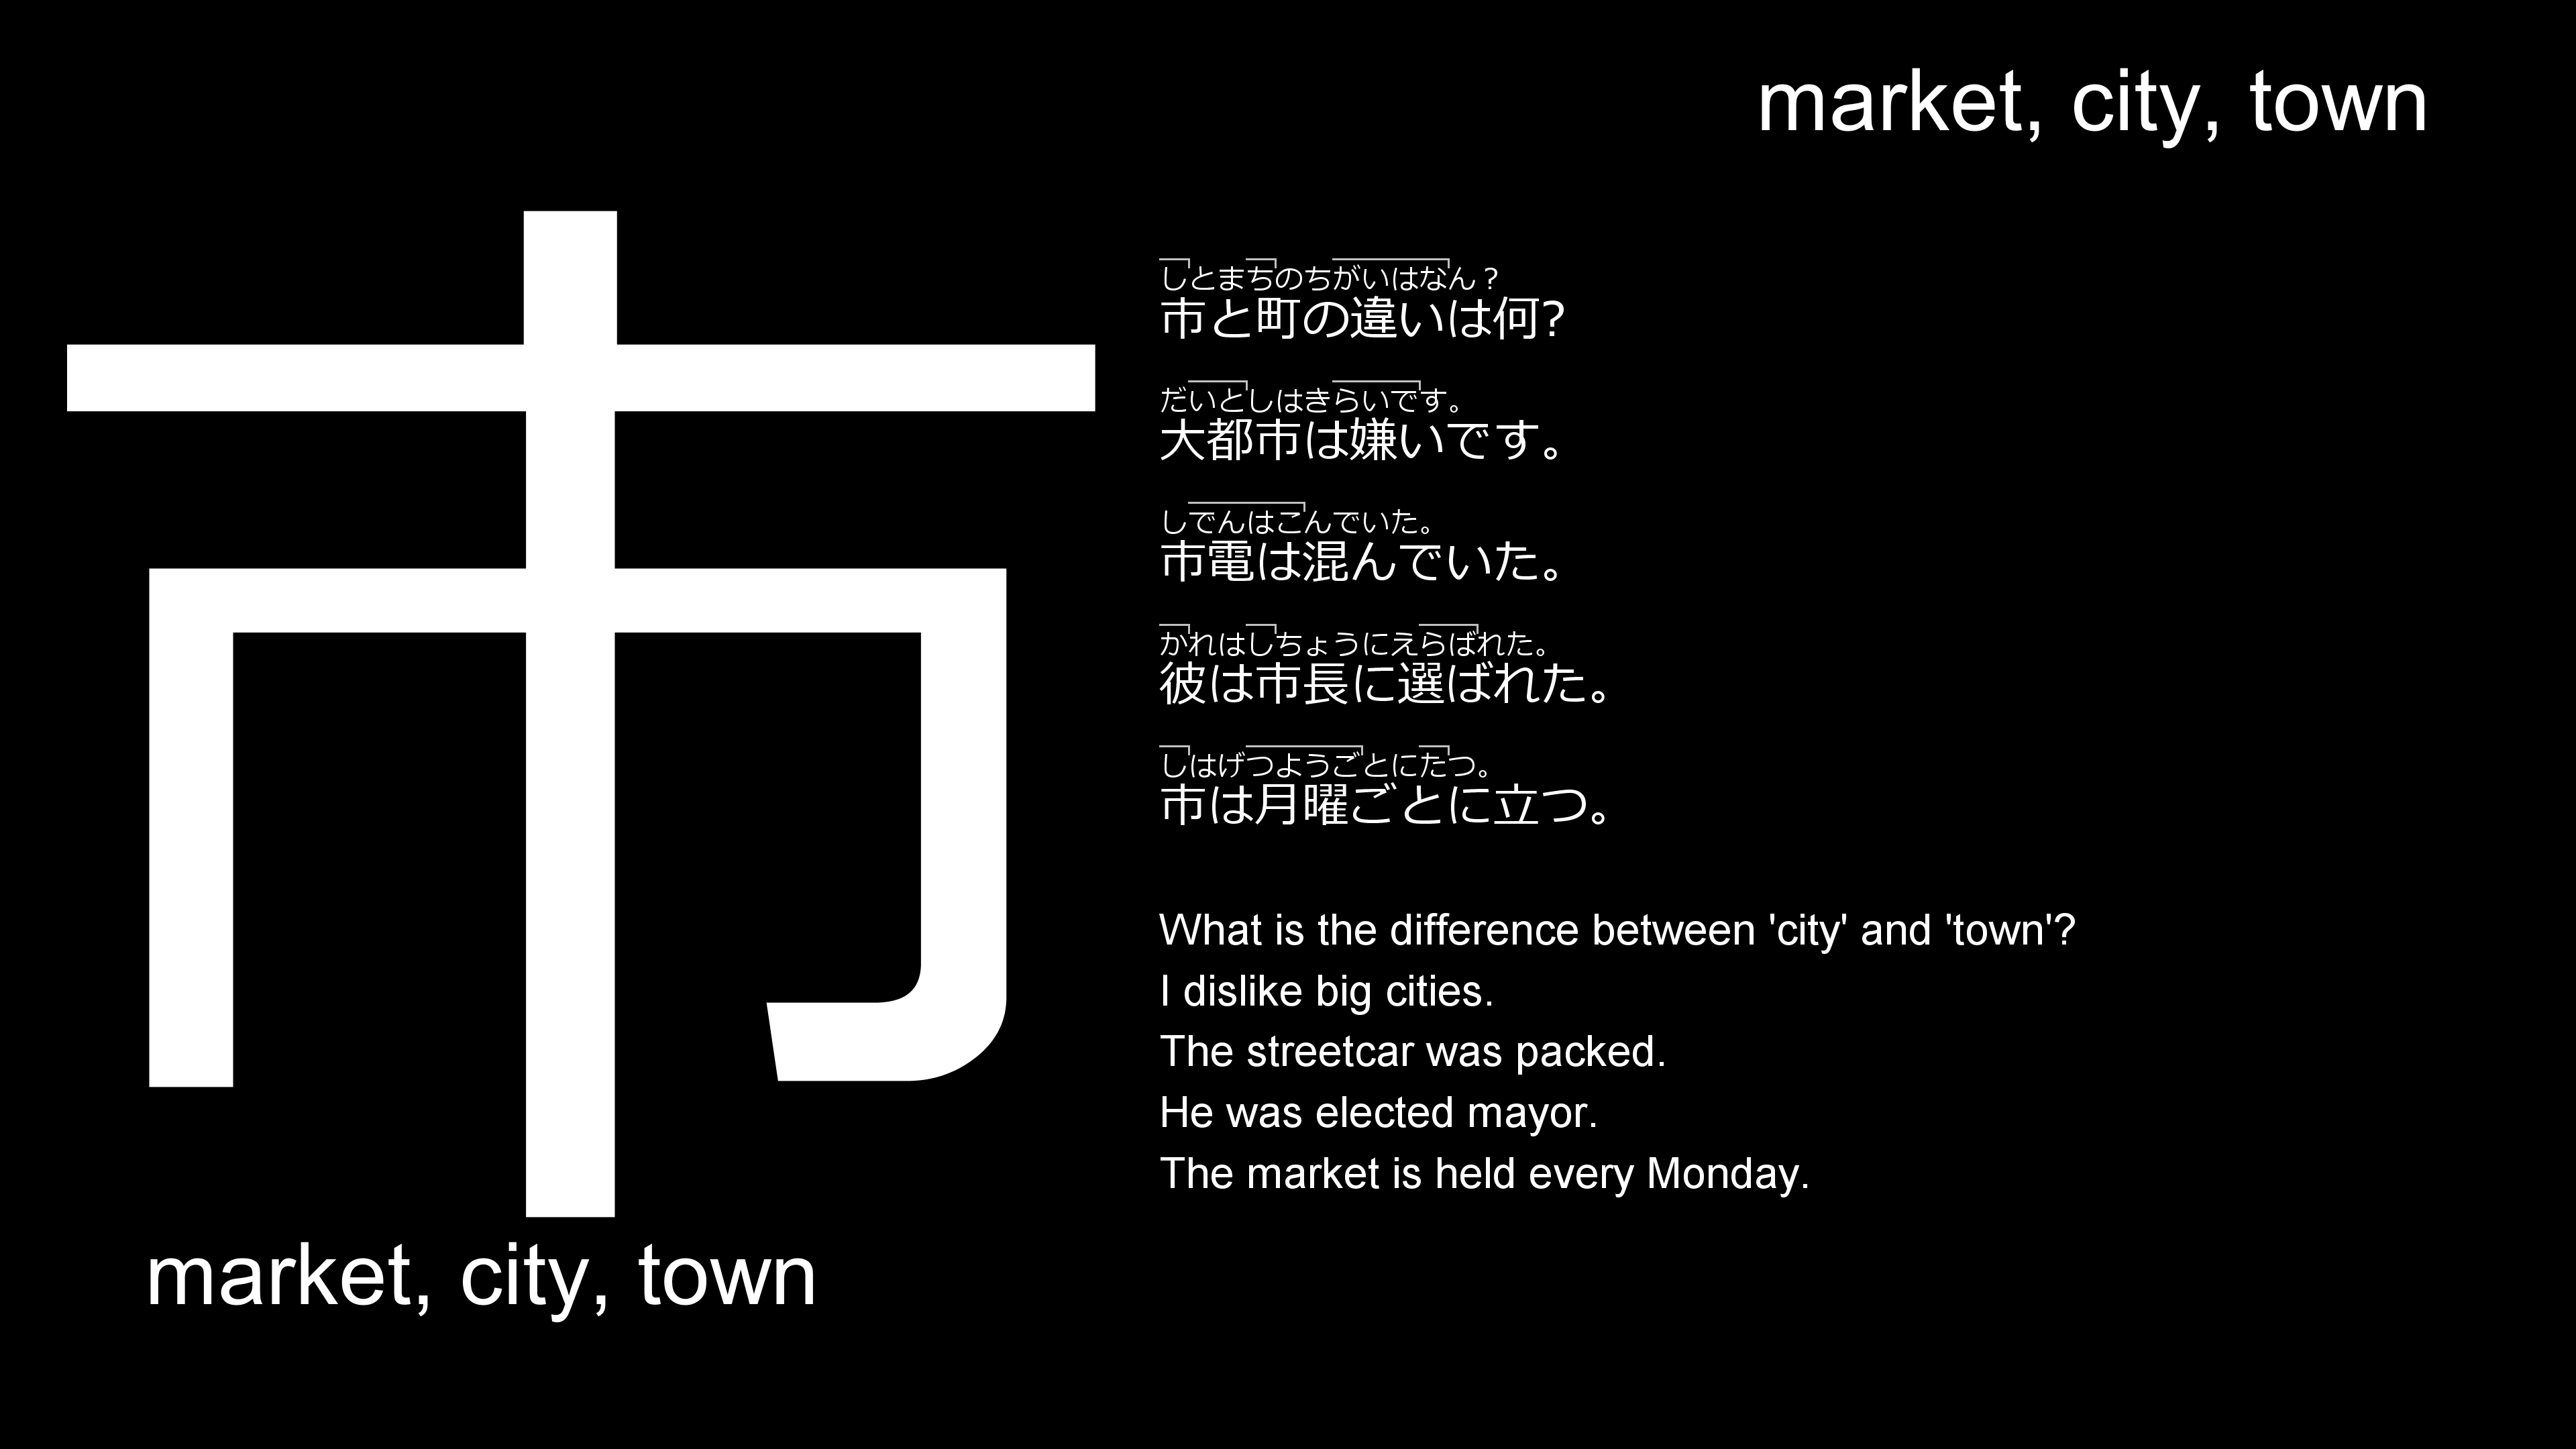 market, city, town
市
market, city, town
しとまちのちがいはなん？
市と町の違いは何?
だいとしはきらいです。
大都市は嫌いです。
しでんはこんでいた。
市電は混んでいた。
かれはしちょうにえらばれた。
彼は市長に選ばれた。
しはげつようごとにたつ。
市は月曜ごとに立つ。
What is the difference between 'city' and 'town'?
I dislike big cities.
The streetcar was packed.
He was elected mayor.
The market is held every Monday.